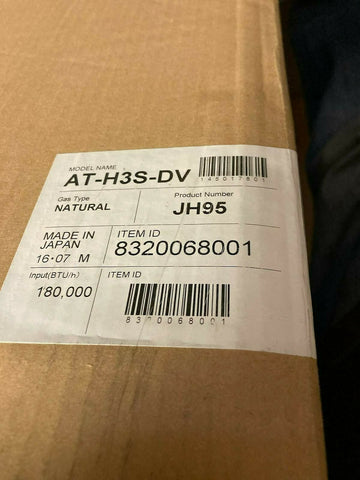 MODEL NAME
AT-H3S-DV
145017801
Gas Type
NATURAL
Product Number
JH95
MADE IN
JAPAN
16·07 M
ITEM ID
8320068001
Input(BTU/h)
180,000
ITEM ID
8320068001